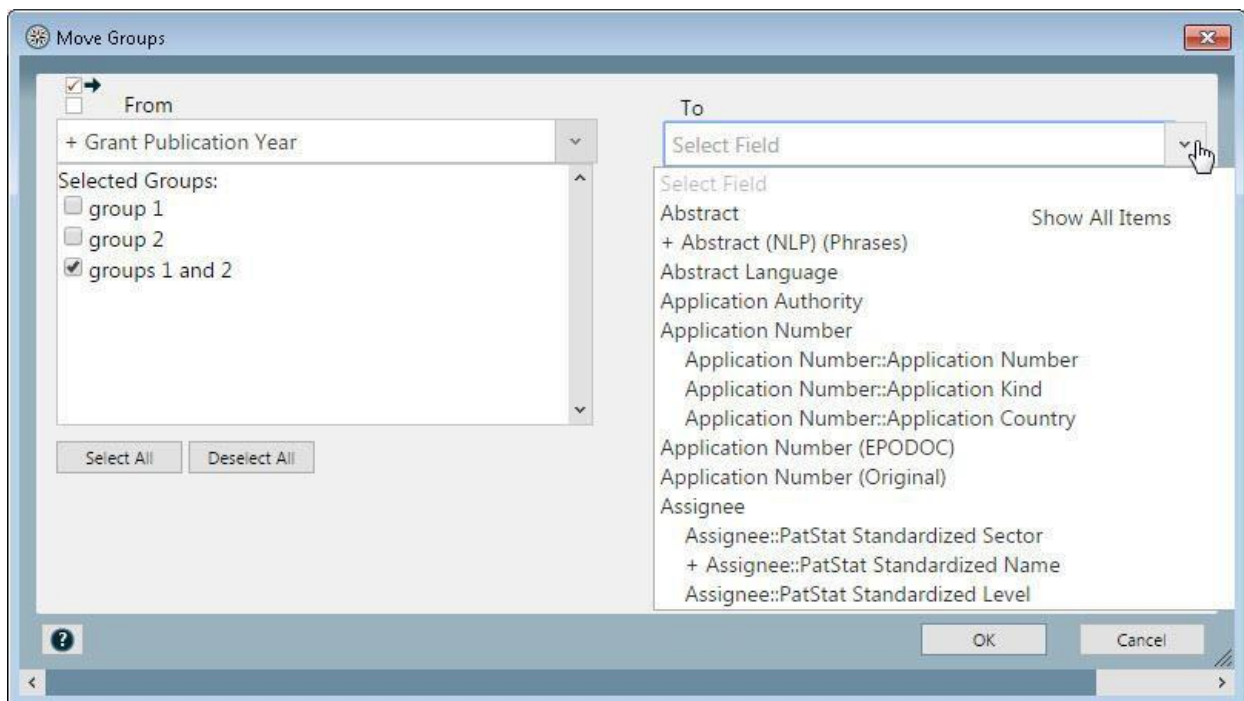 Move Groups
From
+ Grant Publication Year
Selected Groups:
group 1
group 2
groups 1 and 2
Select All
Deselect All
To
Select Field
Select Field
Abstract
Show All Items
+ Abstract (NLP) (Phrases)
Abstract Language
Application Authority
Application Number
Application Number::Application Number
Application Number::Application Kind
Application Number::Application Country
Application Number (EPODOC)
Application Number (Original)
Assignee
Assignee::PatStat Standardized Sector
+ Assignee::PatStat Standardized Name
Assignee::PatStat Standardized Level
?
OK
Cancel